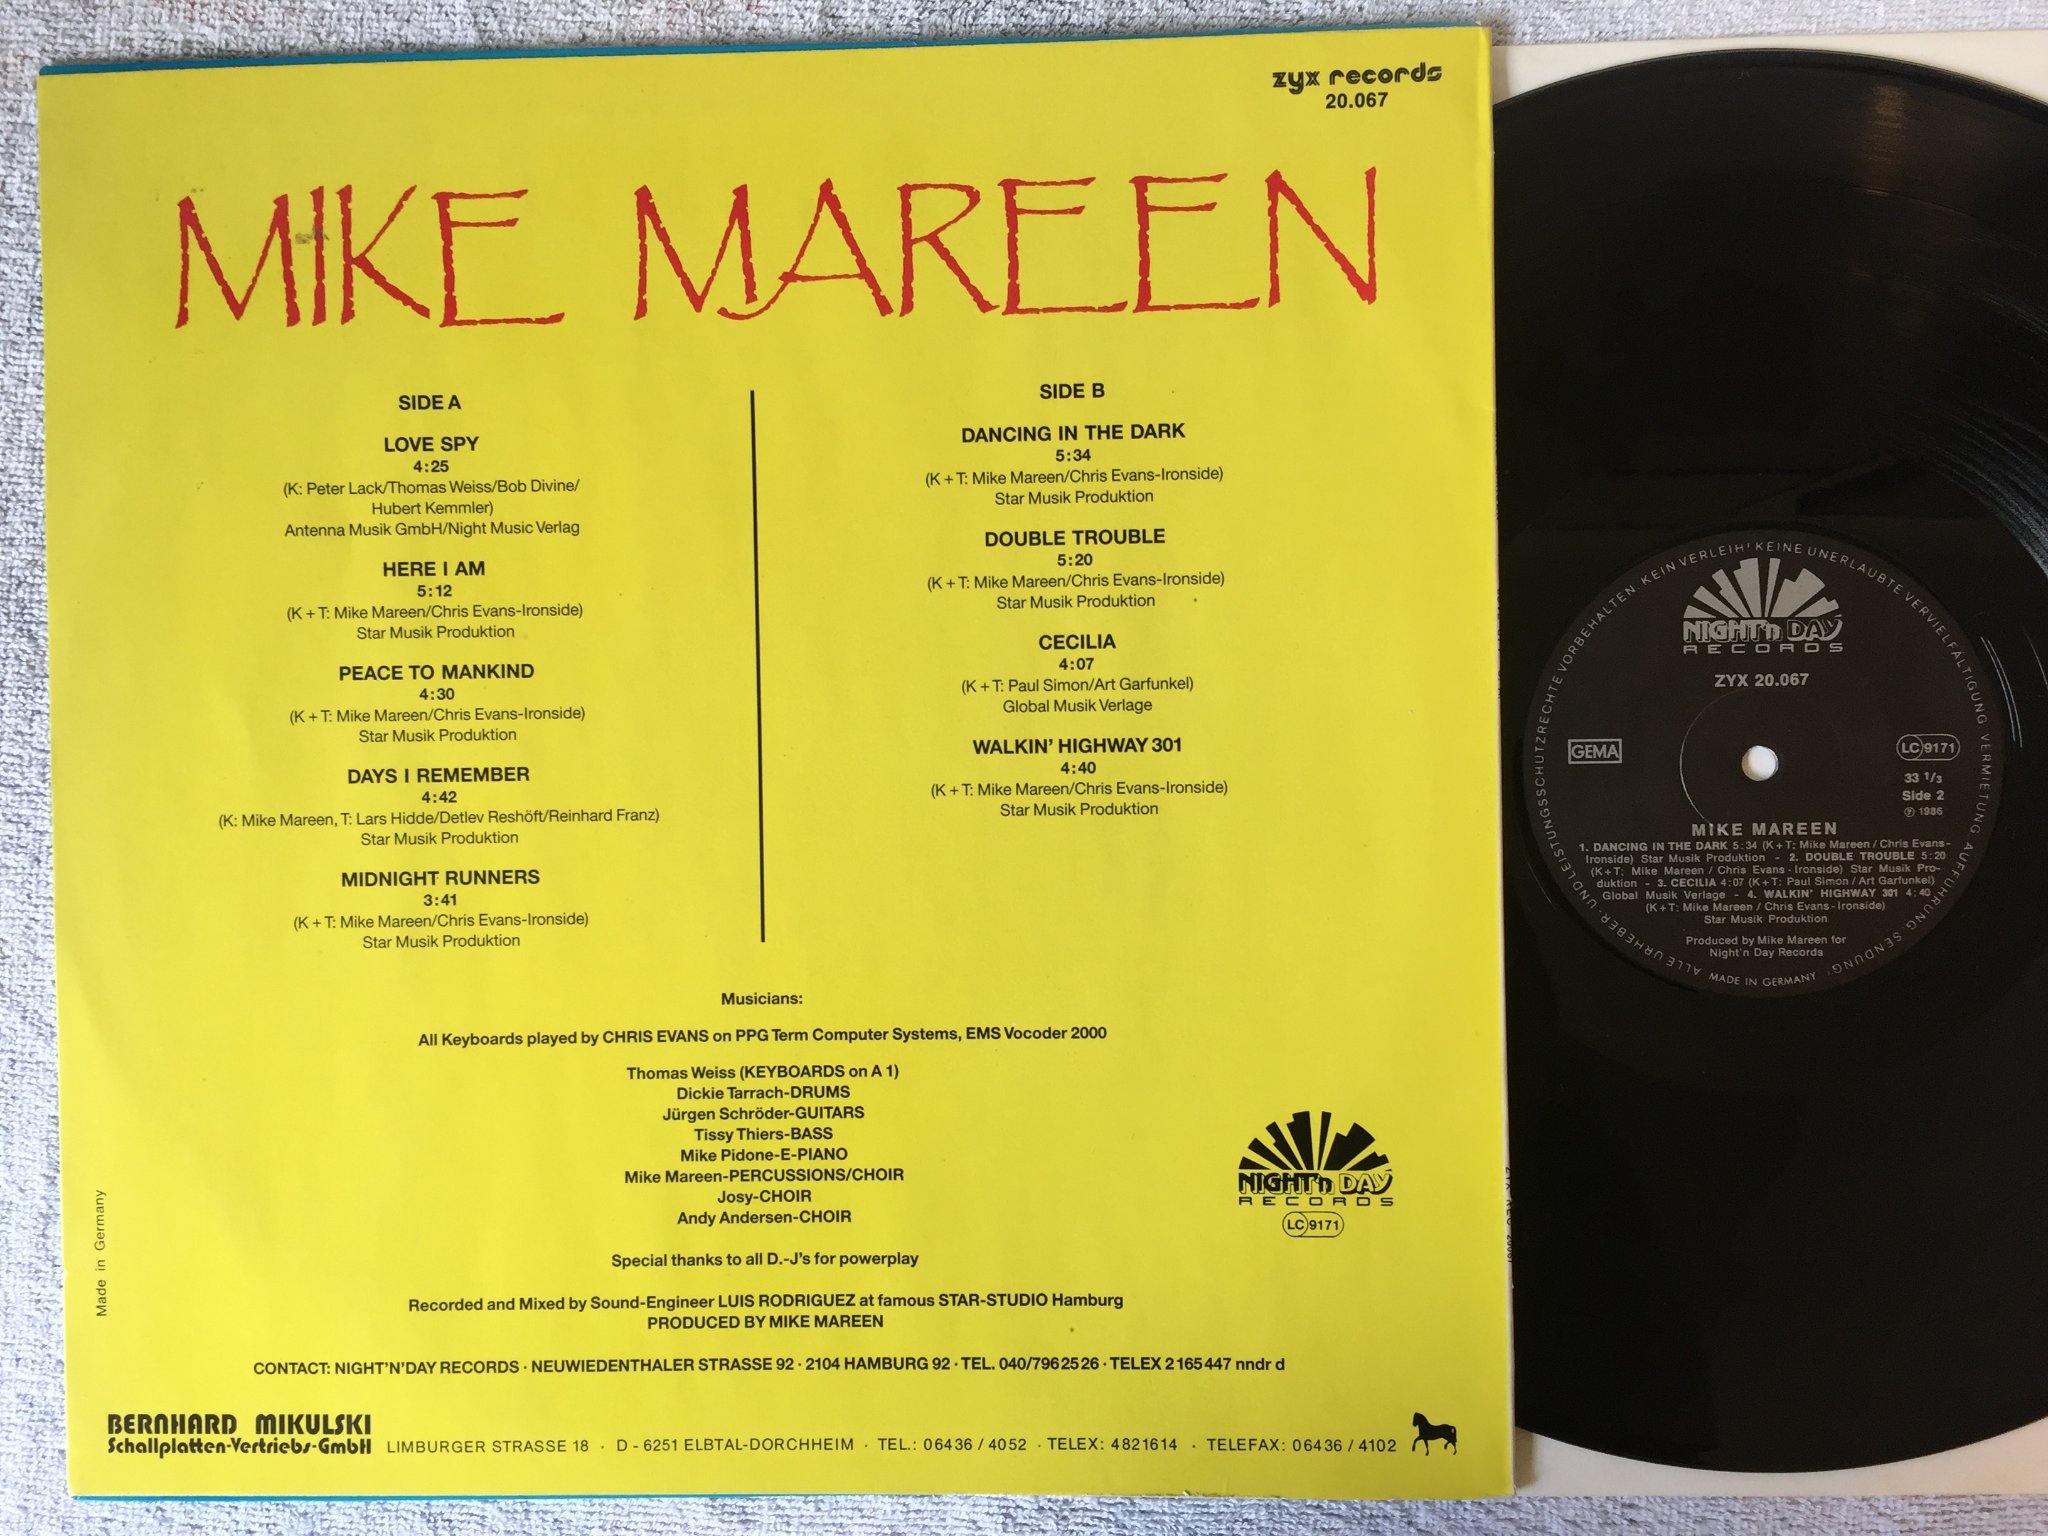 zyx records
20.067
MIKE MAREEN
SIDE A
LOVE SPY
4:25
(K: Peter Lack/Thomas Weiss/Bob Divine/
Hubert Kemmler)
Antenna Musik GmbH/Night Music Verlag
HERE I AM
5:12
(K + T: Mike Mareen/Chris Evans-Ironside)
Star Musik Produktion
PEACE TO MANKIND
4:30
(K + T: Mike Mareen/Chris Evans-Ironside)
Star Musik Produktion
DAYS I REMEMBER
4:42
(K: Mike Mareen, T: Lars Hidde/Detlev Reshöft/Reinhard Franz)
Star Musik Produktion
MIDNIGHT RUNNERS
3:41
(K + T: Mike Mareen/Chris Evans-Ironside)
Star Musik Produktion
SIDE B
DANCING IN THE DARK
5:34
(K + T: Mike Mareen/Chris Evans-Ironside)
Star Musik Produktion
DOUBLE TROUBLE
5:20
(K + T: Mike Mareen/Chris Evans-Ironside)
Star Musik Produktion
CECILIA
4:07
(K + T: Paul Simon/Art Garfunkel)
Global Musik Verlage
WALKIN' HIGHWAY 301
4:40
(K + T: Mike Mareen/Chris Evans-Ironside)
Star Musik Produktion
Musicians:
All Keyboards played by CHRIS EVANS on PPG Term Computer Systems, EMS Vocoder 2000
Thomas Weiss (KEYBOARDS on A 1)
Dickie Tarrach-DRUMS
Jürgen Schröder-GUITARS
Tissy Thiers-BASS
Mike Pidone-E-PIANO
Mike Mareen-PERCUSSIONS/CHOIR
Josy-CHOIR
Andy Andersen-CHOIR
Special thanks to all D.-J's for powerplay
Recorded and Mixed by Sound-Engineer LUIS RODRIGUEZ at famous STAR-STUDIO Hamburg
PRODUCED BY MIKE MAREEN
NIGHT'n DAY
RECORDS
LC 9171
Made in Germany
CONTACT: NIGHT'N'DAY RECORDS · NEUWIEDENTHALER STRASSE 92 · 2104 HAMBURG 92 · TEL. 040/796 25 26 · TELEX 2 165 447 nndr d
BERNHARD MIKULSKI
Schallplatten-Vertriebs-GmbH LIMBURGER STRASSE 18 · D - 6251 ELBTAL-DORCHHEIM · TEL.: 06436 / 4052 · TELEX: 4821614 · TELEFAX: 06436 / 4102
ALLE URHEBER- UND LEISTUNGSSCHUTZRECHTE VORBEHALTEN. KEIN VERLEIH! KEINE UNERLAUBTE VERVIELFÄLTIGUNG, VERMIETUNG, AUFFÜHRUNG, SENDUNG!
MADE IN GERMANY
NIGHT'n DAY
RECORDS
ZYX 20.067
GEMA
LC 9171
33 1/3
Side 2
Ⓟ 1986
MIKE MAREEN
1. DANCING IN THE DARK 5:34 (K + T: Mike Mareen / Chris Evans-
Ironside) Star Musik Produktion - 2. DOUBLE TROUBLE 5:20
(K + T: Mike Mareen / Chris Evans - Ironside) Star Musik Pro-
duktion - 3. CECILIA 4:07 (K + T: Paul Simon / Art Garfunkel)
Global Musik Verlage - 4. WALKIN' HIGHWAY 301 4:40
(K + T: Mike Mareen / Chris Evans-Ironside)
Star Musik Produktion
Produced by Mike Mareen for
Night'n Day Records